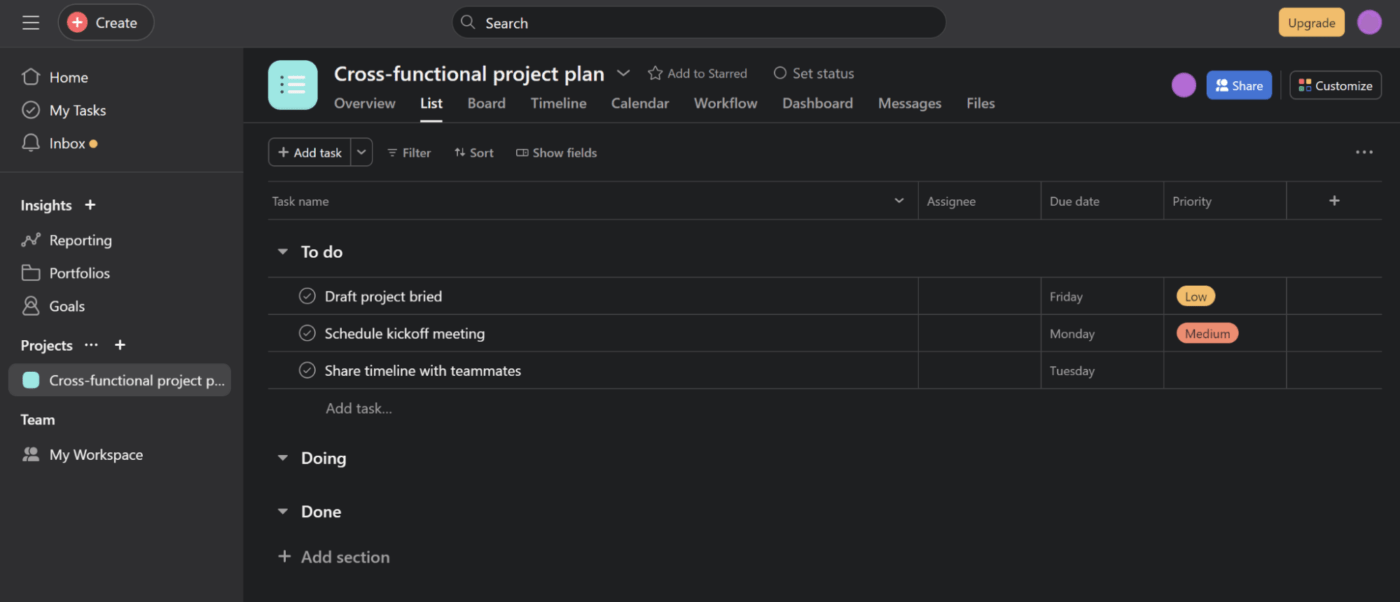 Create
Search
Upgrade
Home
My Tasks
Inbox
Insights +
Reporting
Portfolios
Goals
Projects ... +
Cross-functional project p...
Team
My Workspace
Cross-functional project plan
Add to Starred
Set status
Overview List Board Timeline Calendar Workflow Dashboard Messages Files
Share
Customize
+ Add task
Filter
Sort
Show fields
...
Task name Assignee Due date Priority +
To do
Draft project bried Friday Low
Schedule kickoff meeting Monday Medium
Share timeline with teammates Tuesday
Add task...
Doing
Done
+ Add section